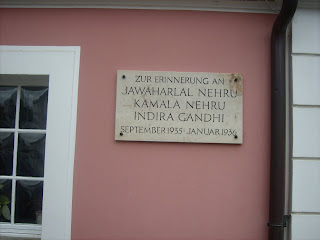 ZUR ERINNERUNG AN
JAWAHARLAL NEHRU
KAMALA NEHRU
INDIRA GANDHI
SEPTEMBER 1935 - JANUAR 1936